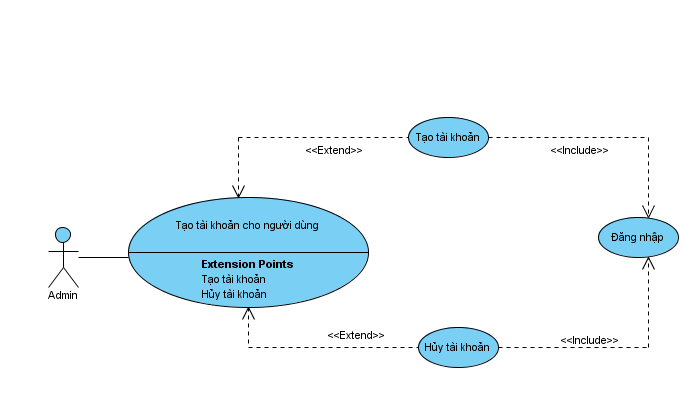 Tạo tài khoản
<<Extend>>
<<Include>>
Tạo tài khoản cho người dùng
Extension Points
Tạo tài khoản
Hủy tài khoản
Admin
Đăng nhập
<<Extend>>
<<Include>>
Hủy tài khoản